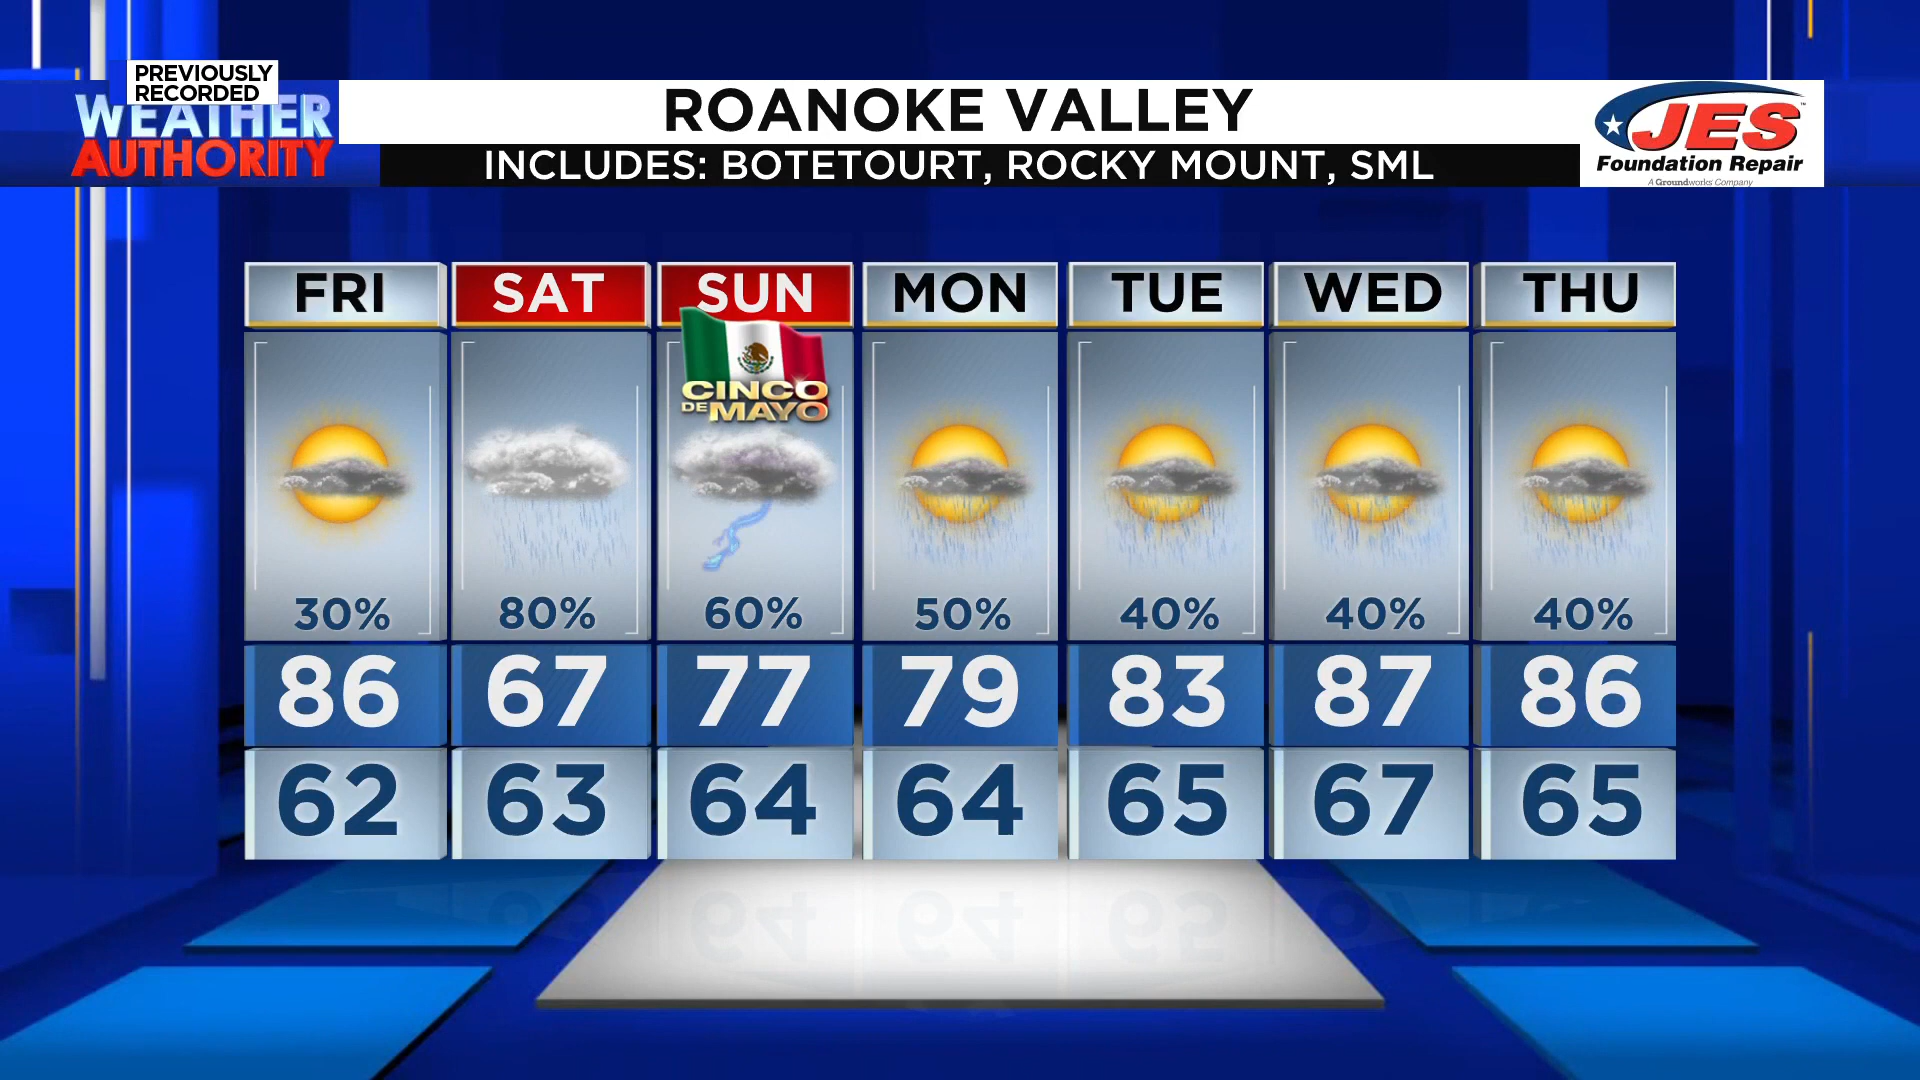 PREVIOUSLY
RECORDED
WEATHER
AUTHORITY
ROANOKE VALLEY
INCLUDES: BOTETOURT, ROCKY MOUNT, SML
JES
Foundation Repair
A Groundworks Company
FRI SAT SUN MON TUE WED THU
CINCO
DE MAYO
30% 80% 60% 50% 40% 40% 40%
86 67 77 79 83 87 86
62 63 64 64 65 67 65